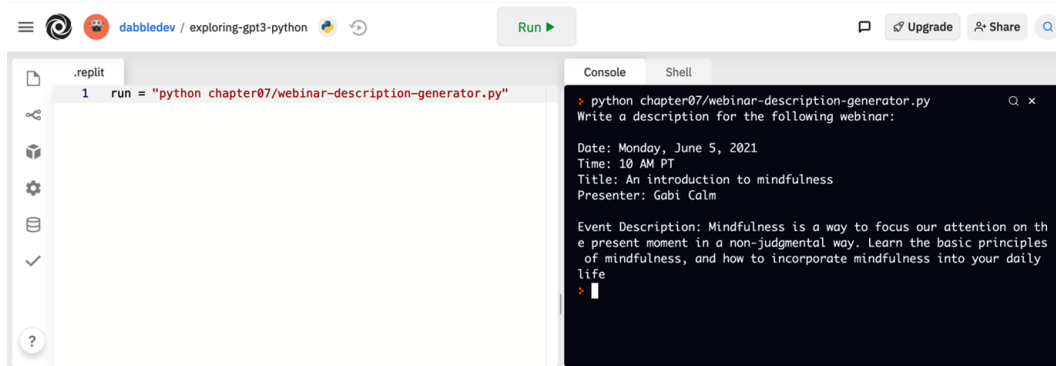 dabbledev / exploring-gpt3-python
Run
Upgrade
Share
.replit
1 run = "python chapter07/webinar-description-generator.py"
Console Shell
python chapter07/webinar-description-generator.py
Write a description for the following webinar:
Date: Monday, June 5, 2021
Time: 10 AM PT
Title: An introduction to mindfulness
Presenter: Gabi Calm
Event Description: Mindfulness is a way to focus our attention on th
e present moment in a non-judgmental way. Learn the basic principles
of mindfulness, and how to incorporate mindfulness into your daily
life
?